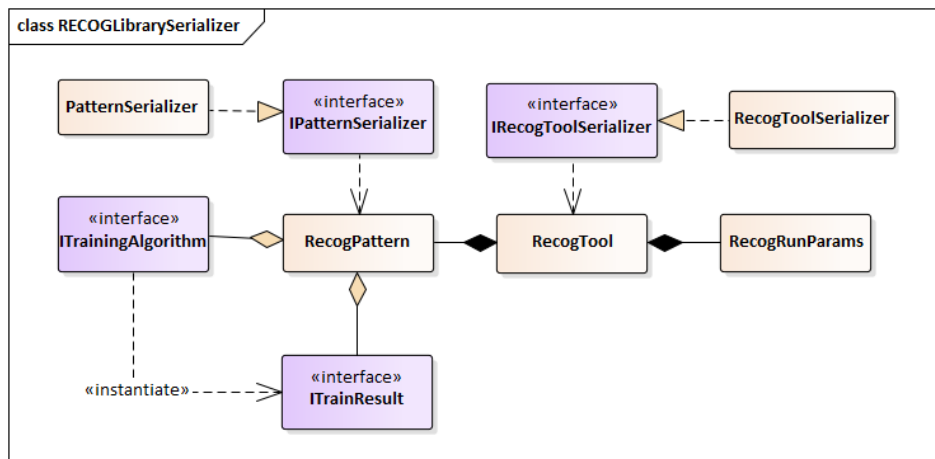 class RECOGLibrarySerializer
PatternSerializer
«interface»
IPatternSerializer
«interface»
IRecogToolSerializer
RecogToolSerializer
«interface»
ITrainingAlgorithm
RecogPattern
RecogTool
RecogRunParams
«instantiate»
«interface»
ITrainResult